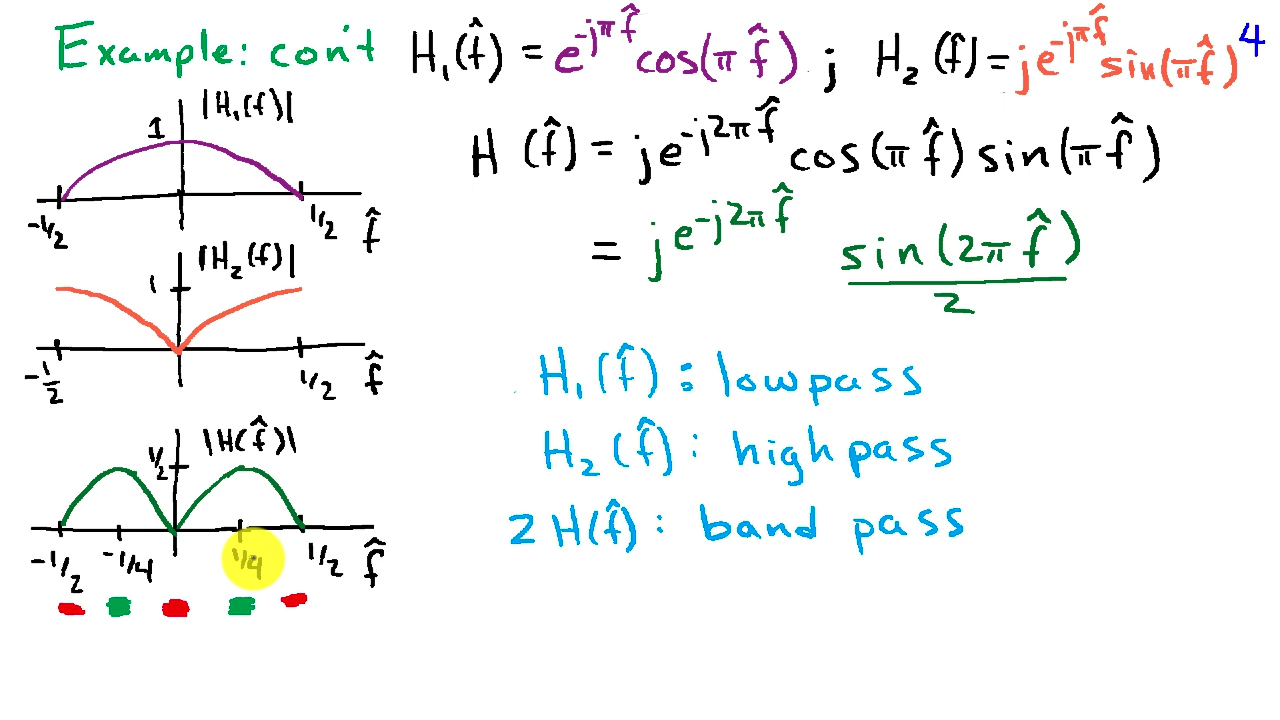 Example: con't H₁(f̂) = e^{-jπf̂} cos(πf̂) ; H₂(f̂) = je^{-jπf̂} sin(πf̂) 4
|H₁(f)|
1
-1/2 1/2 f̂
H(f̂) = je^{-j2πf̂} cos(πf̂) sin(πf̂)
= je^{-j2πf̂} sin(2πf̂)/2
|H₂(f)|
1
-1/2 1/2 f̂
H₁(f̂) : lowpass
H₂(f̂) : high pass
2H(f̂) : band pass
|H(f̂)|
1/2
-1/2 -1/4 1/4 1/2 f̂